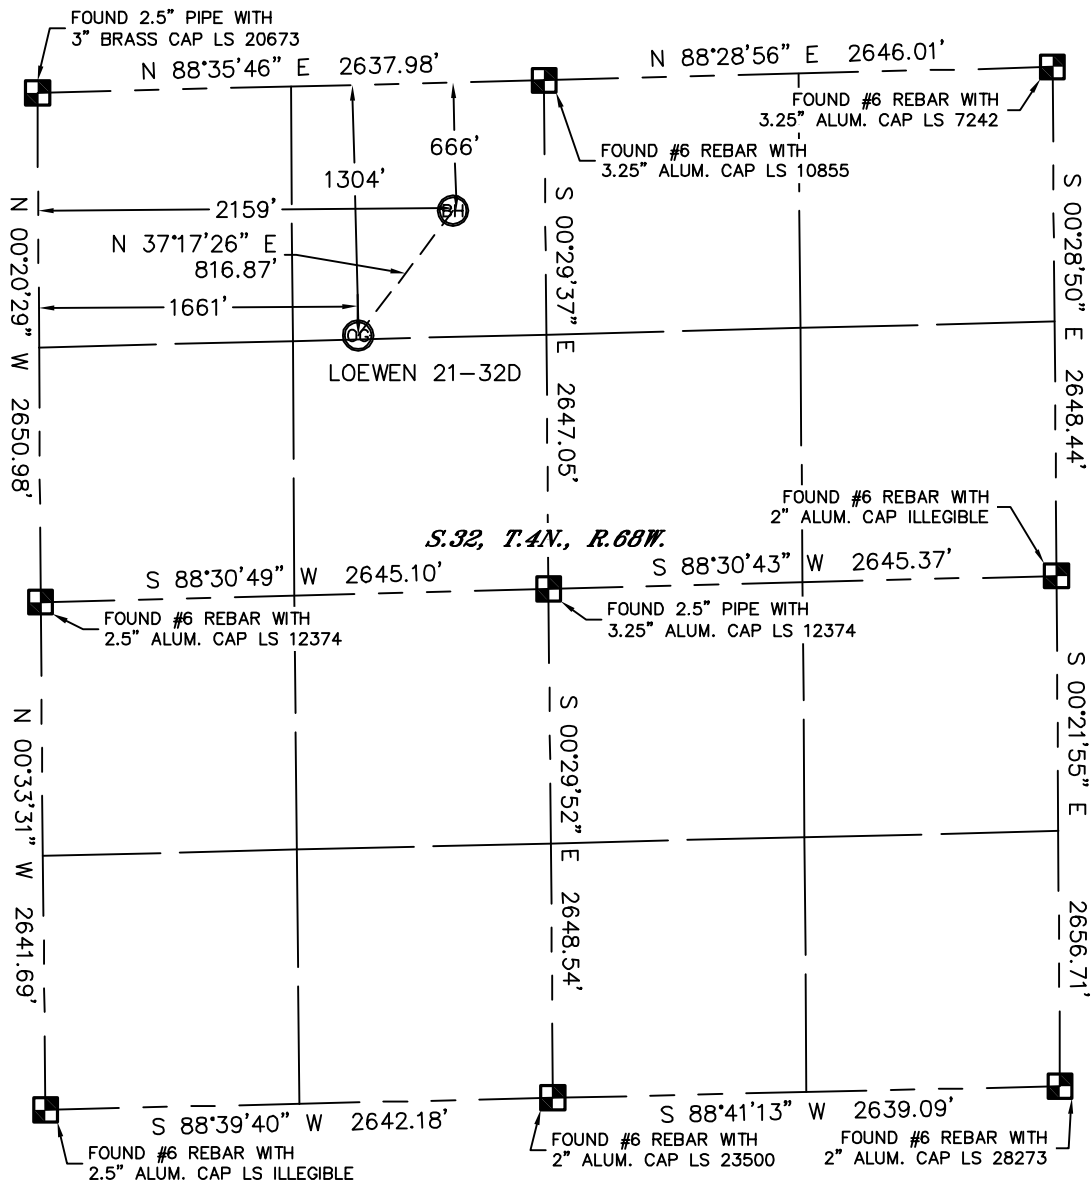 FOUND 2.5" PIPE WITH
3" BRASS CAP LS 20673
N 88°35'46" E 2637.98'
N 88°28'56" E 2646.01'
FOUND #6 REBAR WITH
3.25" ALUM. CAP LS 7242
FOUND #6 REBAR WITH
3.25" ALUM. CAP LS 10855
666'
1304'
2159'
BH
N 37°17'26" E
816.87'
1661'
OG
LOEWEN 21-32D
N 00°20'29" W 2650.98'
S 00°29'37" E 2647.05'
S 00°28'50" E 2648.44'
FOUND #6 REBAR WITH
2" ALUM. CAP ILLEGIBLE
S.32, T.4N., R.68W.
S 88°30'49" W 2645.10'
S 88°30'43" W 2645.37'
FOUND #6 REBAR WITH
2.5" ALUM. CAP LS 12374
FOUND 2.5" PIPE WITH
3.25" ALUM. CAP LS 12374
N 00°33'31" W 2641.69'
S 00°29'52" E 2648.54'
S 00°21'55" E 2656.71'
S 88°39'40" W 2642.18'
S 88°41'13" W 2639.09'
FOUND #6 REBAR WITH
2.5" ALUM. CAP LS ILLEGIBLE
FOUND #6 REBAR WITH
2" ALUM. CAP LS 23500
FOUND #6 REBAR WITH
2" ALUM. CAP LS 28273